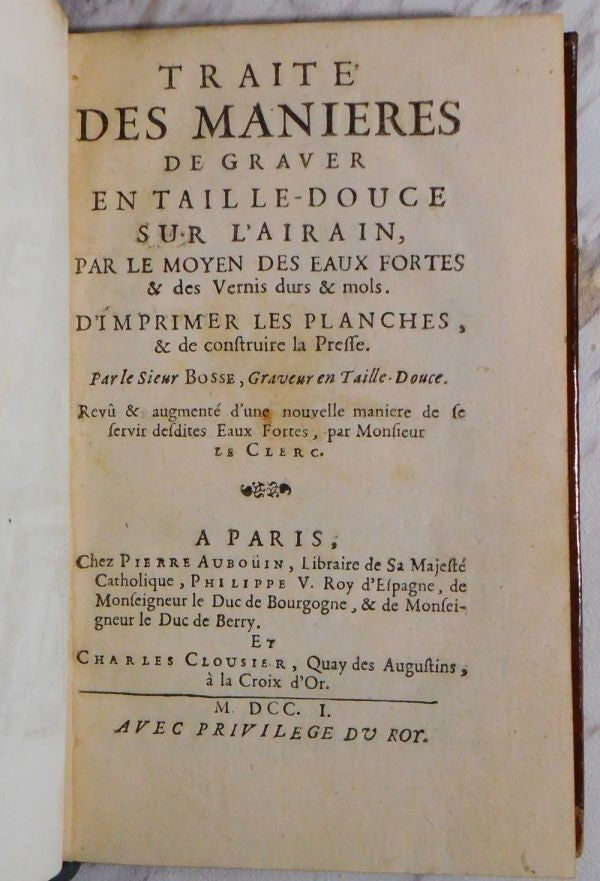 TRAITE'
DES MANIERES
DE GRAVER
EN TAILLE-DOUCE
SUR L'AIRAIN,
PAR LE MOYEN DES EAUX FORTES
& des Vernis durs & mols.
D'IMPRIMER LES PLANCHES,
& de conſtruire la Preſſe.
Par le Sieur BOSSE, Graveur en Taille-Douce.
Revû & augmenté d'une nouvelle maniere de ſe
ſervir deſdites Eaux Fortes, par Monſieur
LE CLERC.
A PARIS,
Chez PIERRE AUBOÜIN, Libraire de Sa Majeſté
Catholique, PHILIPPE V. Roy d'Eſpagne, de
Monſeigneur le Duc de Bourgogne, & de Monſei-
gneur le Duc de Berry.
ET
CHARLES CLOUSIER, Quay des Auguſtins,
à la Croix d'Or.
M. DCC. I.
AVEC PRIVILEGE DU ROY.